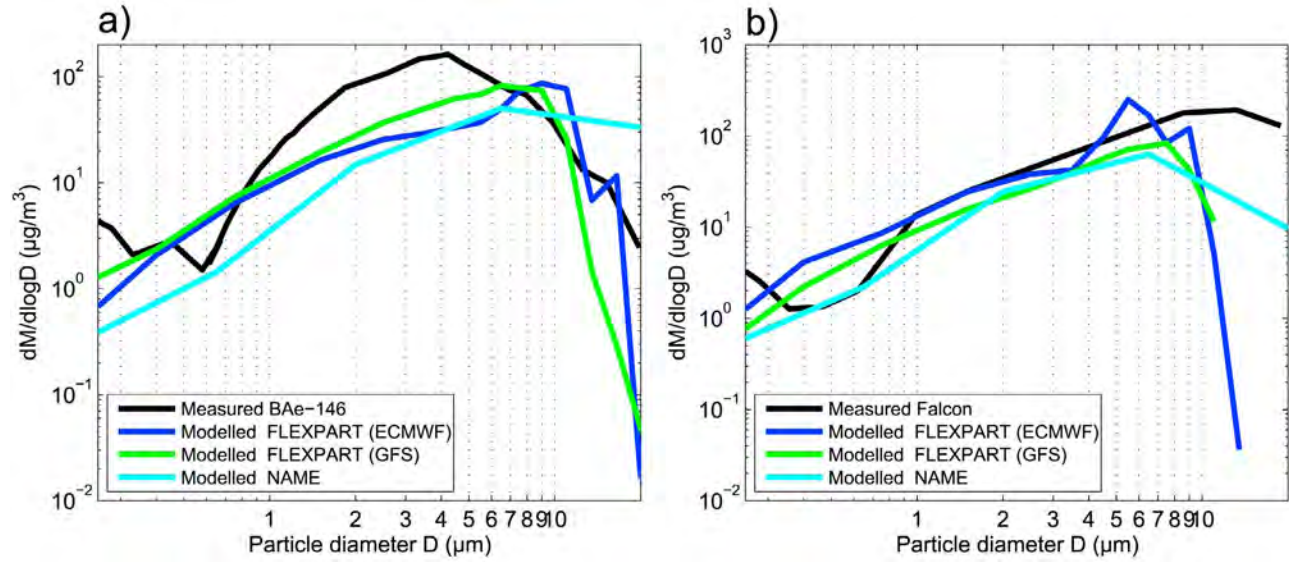 a)
dM/dlogD (µg/m³)
10²
10¹
10⁰
10⁻¹
10⁻²
Measured BAe−146
Modelled FLEXPART (ECMWF)
Modelled FLEXPART (GFS)
Modelled NAME
1 2 3 4 5 6 7 8 9 10
Particle diameter D (µm)
b)
dM/dlogD (ug/m³)
10³
10²
10¹
10⁰
10⁻¹
10⁻²
Measured Falcon
Modelled FLEXPART (ECMWF)
Modelled FLEXPART (GFS)
Modelled NAME
1 2 3 4 5 6 7 8 9 10
Particle diameter D (µm)